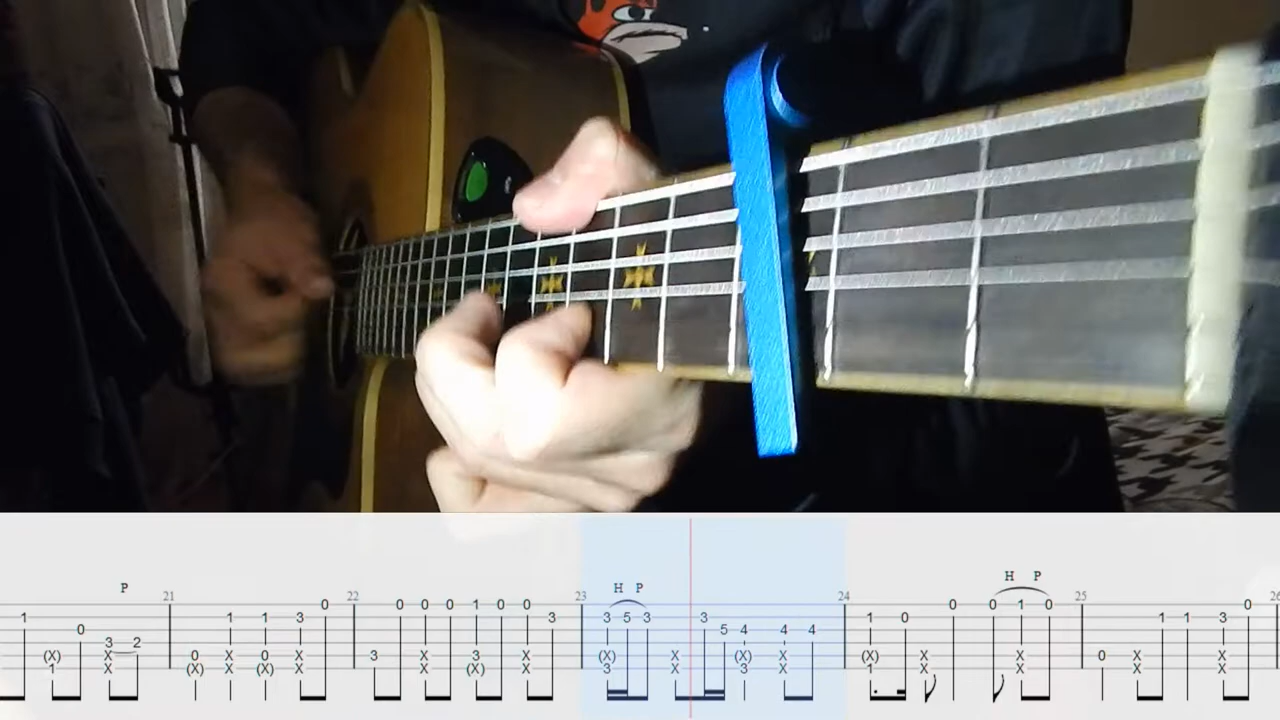 H P H P
P H P
21 22 23 24 25 26
0 0 0 0 1 0 0 0 0 1 0 0
1 1 1 3 3 3 5 3 3 1 0 1 1 3
0 5 4 4 4
3 2
(X) X 0 X 0 X 3 X 3 X (X) X (X) X (X) X X 0 X X
1 X (X) X (X) X X (X) X 3 X 3 X X X X X